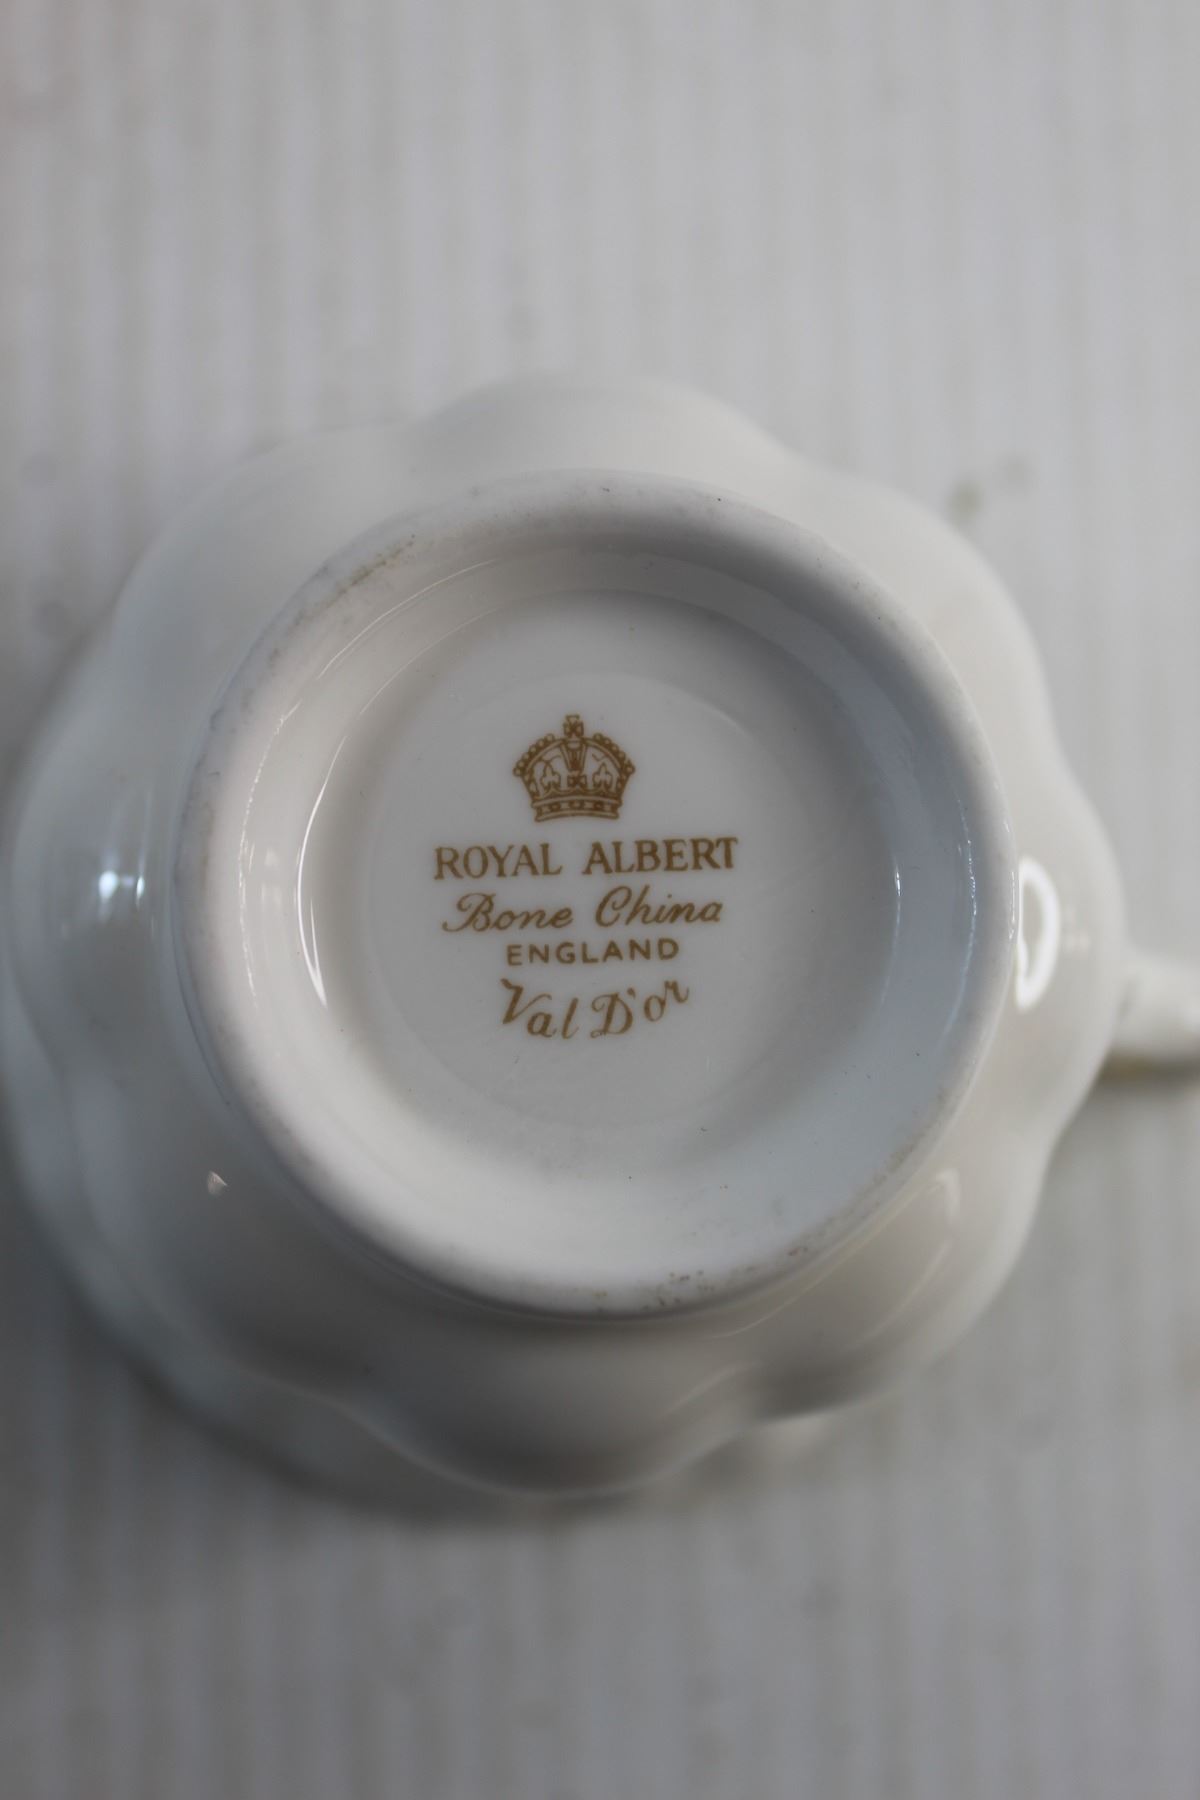 ROYAL ALBERT
Bone China
ENGLAND
Val D'or